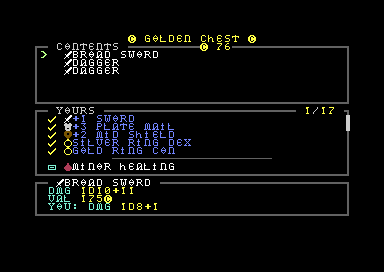 GOLDEN CHEST
CONTENTS
76
> BROAD SWORD
DAGGER
DAGGER
YOURS 1/17
+1 SWORD
+3 PLATE MAIL
+2 MID SHIELD
SILVER RING DEX
GOLD RING CON
MINOR HEALING
BROAD SWORD
DMG 1D10+11
VAL 175
YOU: DMG 1D8+1